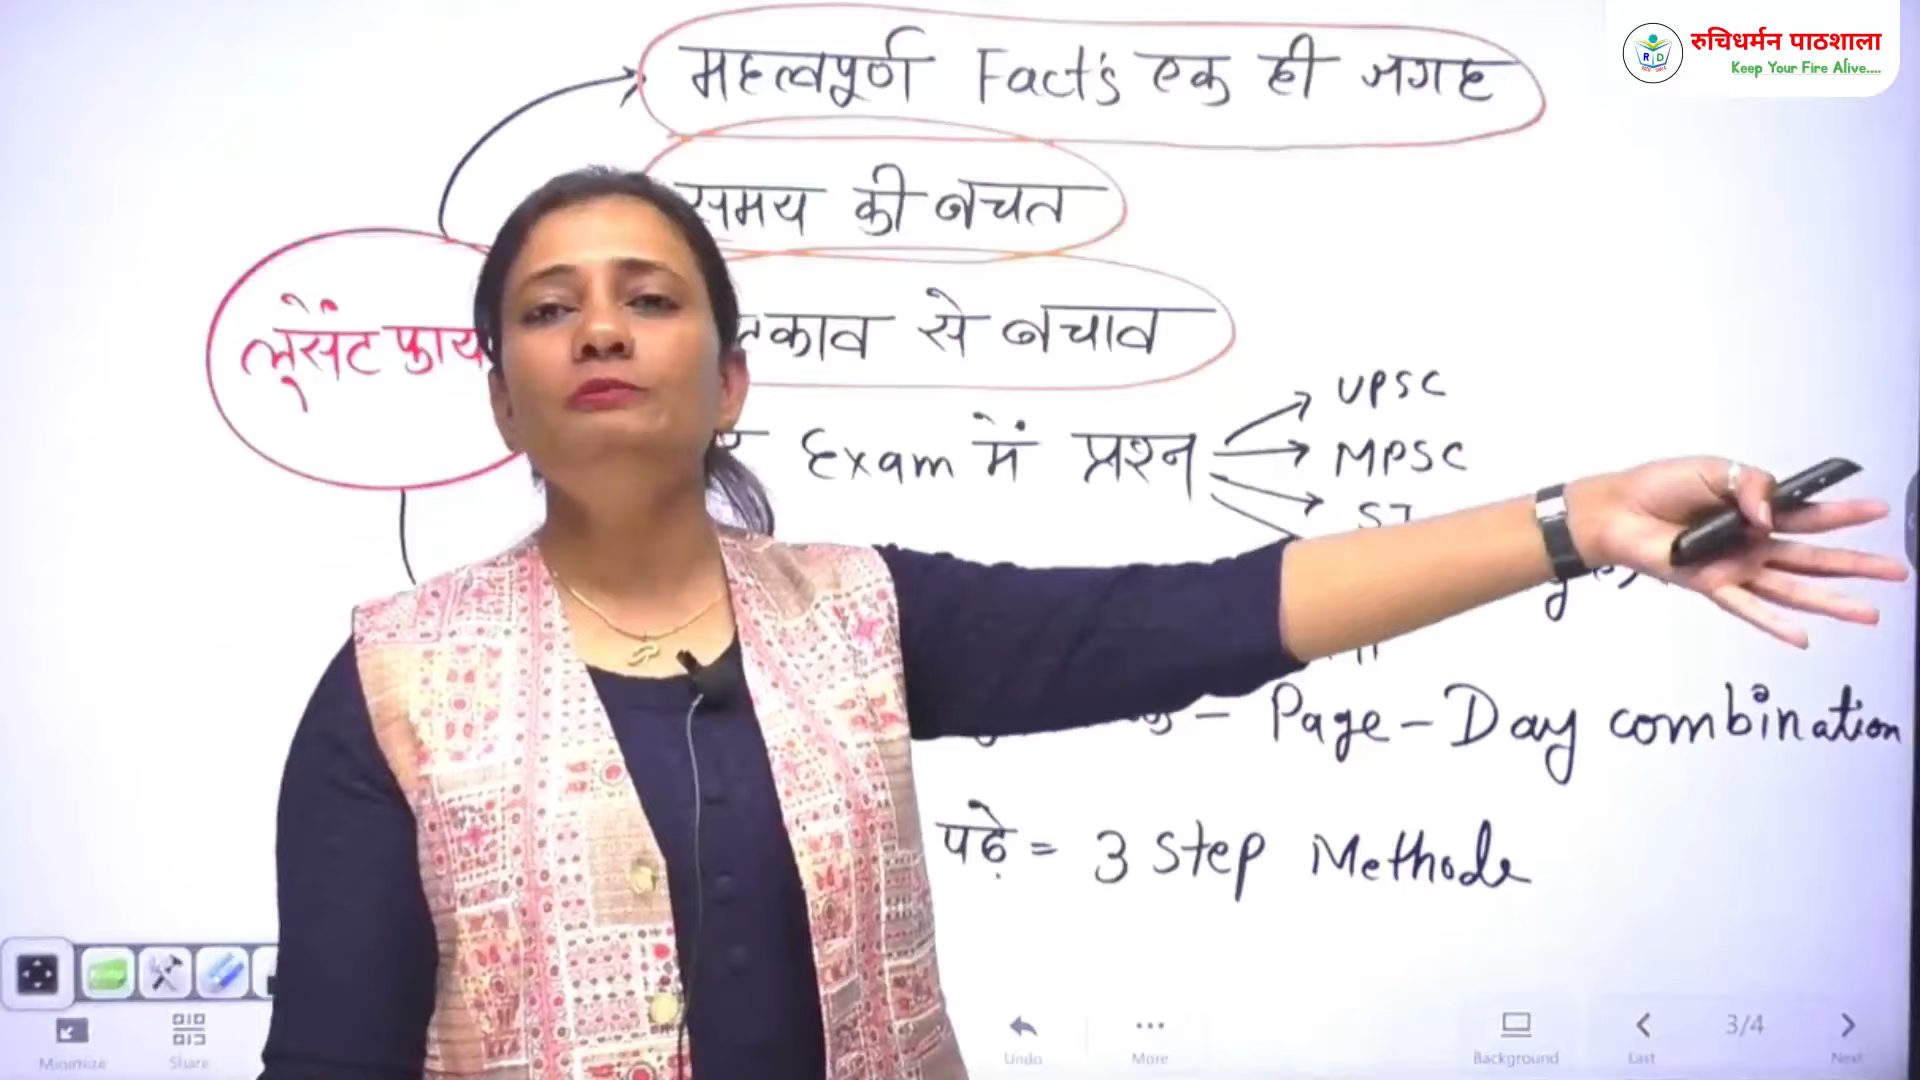 रुचिधर्मन पाठशाला
Keep Your Fire Alive....
महत्वपूर्ण Fact's एक ही जगह
समय की बचत
लूसेंट फाय
से बचाव
Exam में प्रश्न
UPSC
MPSC
Page-Day combination
पढ़े = 3 Step Methode
Minimize
Share
Undo
More
Background
Last
3/4
Next